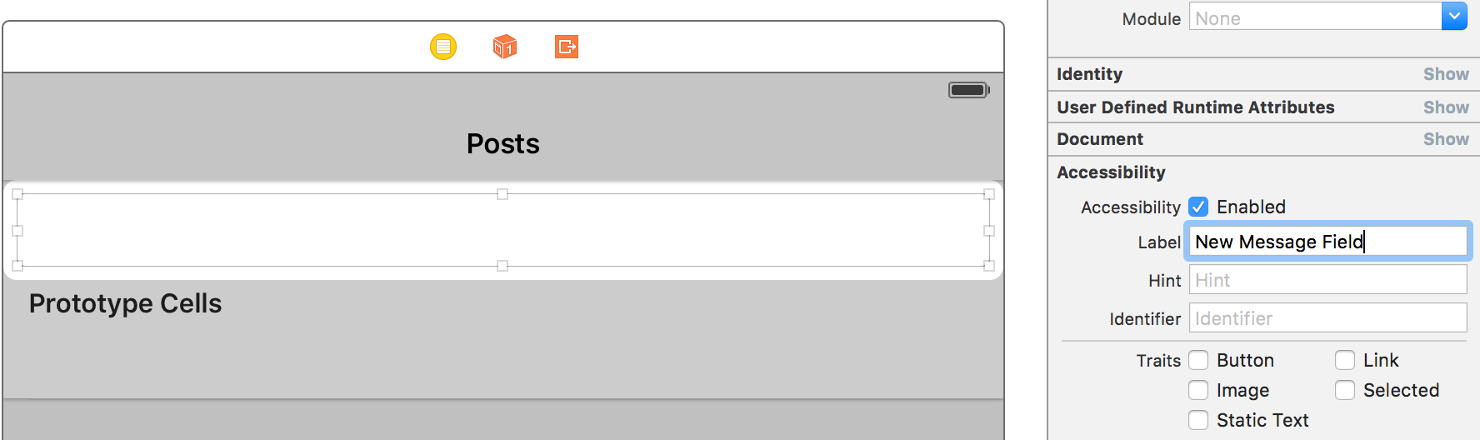 Posts
Prototype Cells
Module None
Identity Show
User Defined Runtime Attributes Show
Document Show
Accessibility
Accessibility Enabled
Label New Message Field
Hint Hint
Identifier Identifier
Traits Button Link
Image Selected
Static Text